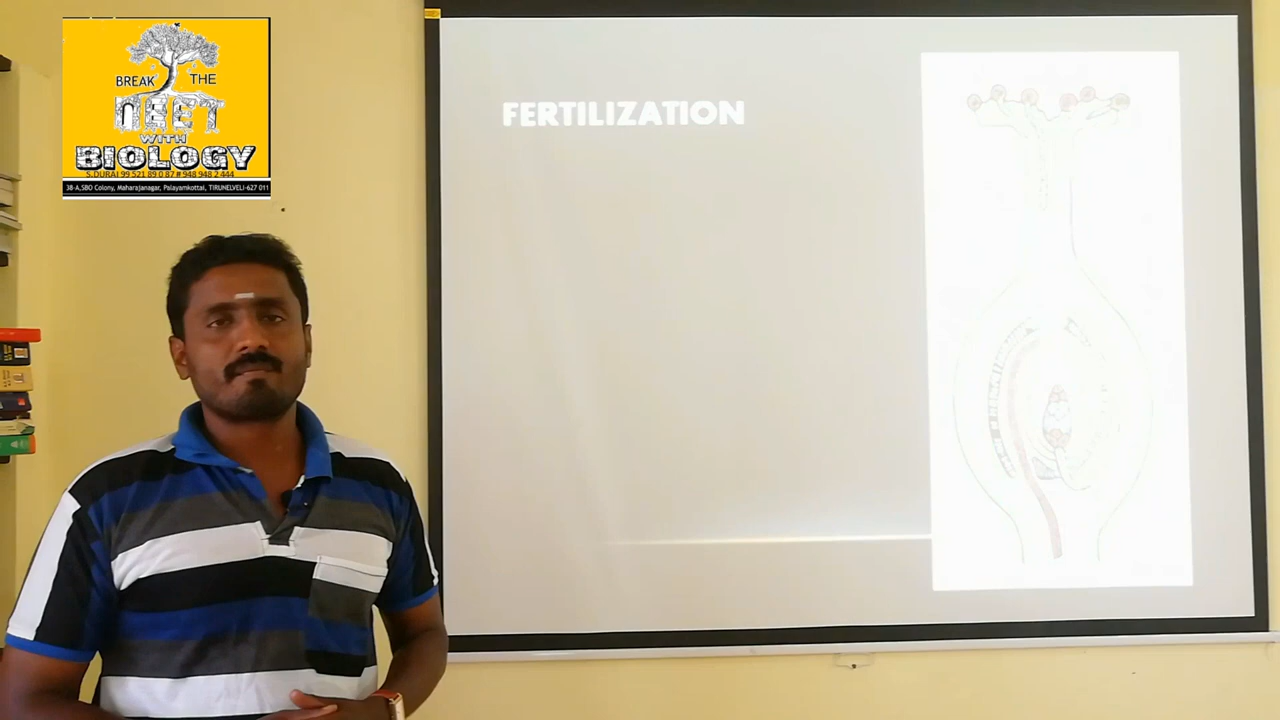 BREAK THE
NEET
WITH
BIOLOGY
S.DURAI 99 521 89 0 87 # 948 948 2 444
38-A,SBO Colony, Maharajanagar, Palayamkottai, TIRUNELVELI-627 011
FERTILIZATION